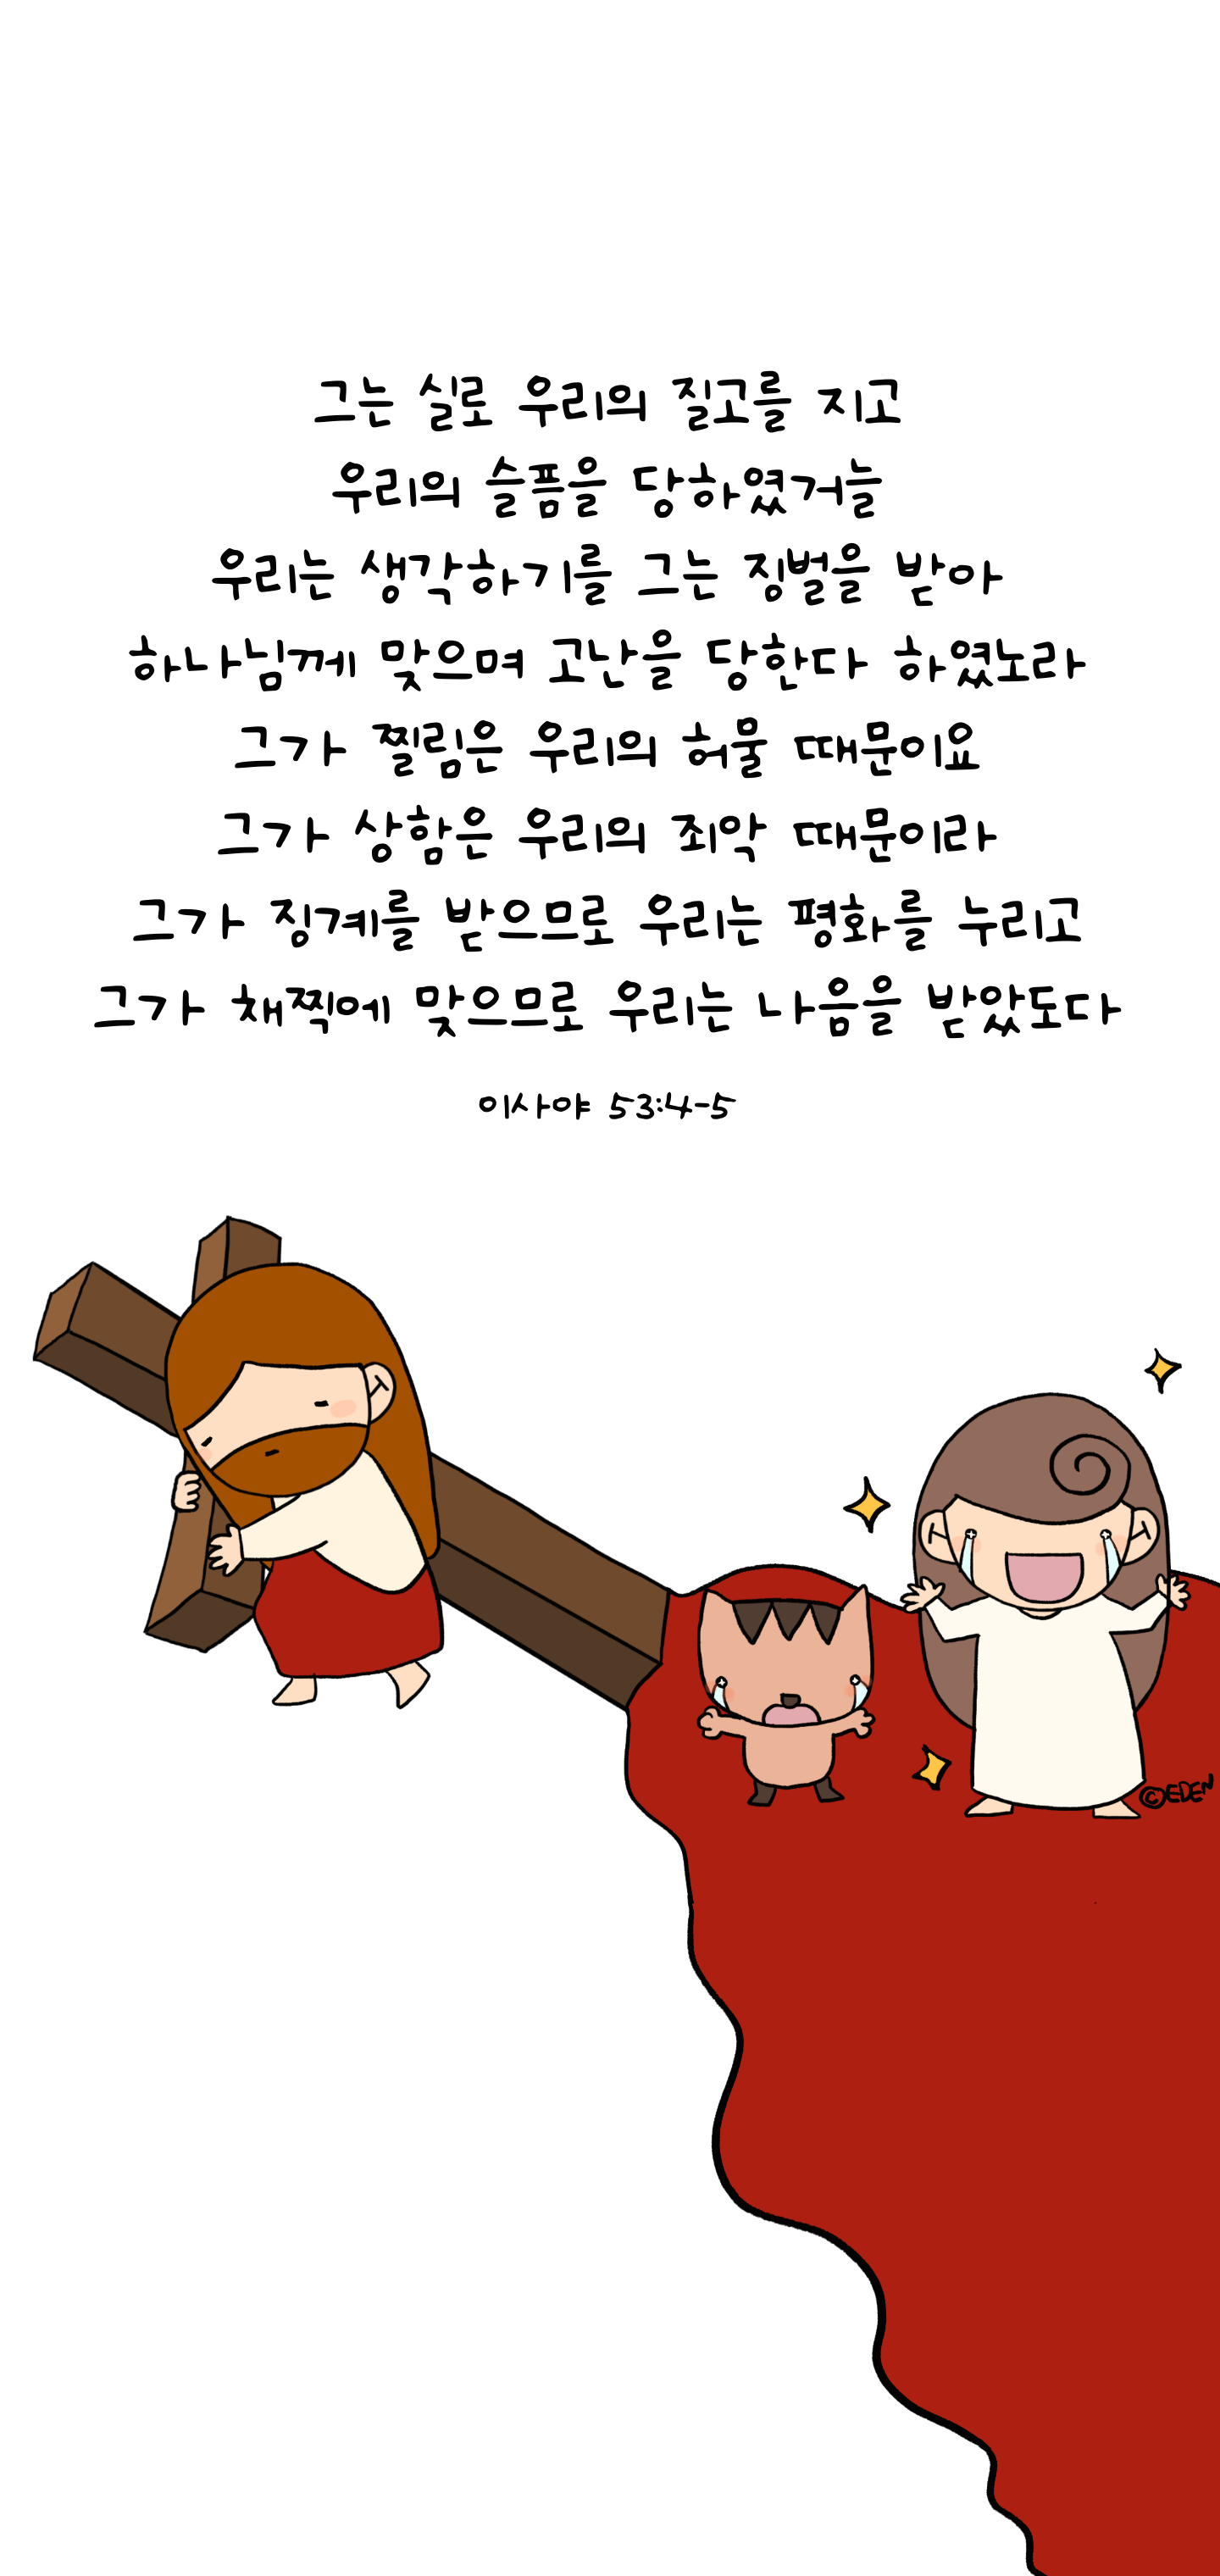 그는 실로 우리의 질고를 지고
우리의 슬픔을 당하였거늘
우리는 생각하기를 그는 징벌을 받아
하나님께 맞으며 고난을 당한다 하였노라
그가 찔림은 우리의 허물 때문이요
그가 상함은 우리의 죄악 때문이라
그가 징계를 받으므로 우리는 평화를 누리고
그가 채찍에 맞으므로 우리는 나음을 받았도다
이사야 53:4-5
©EDEN